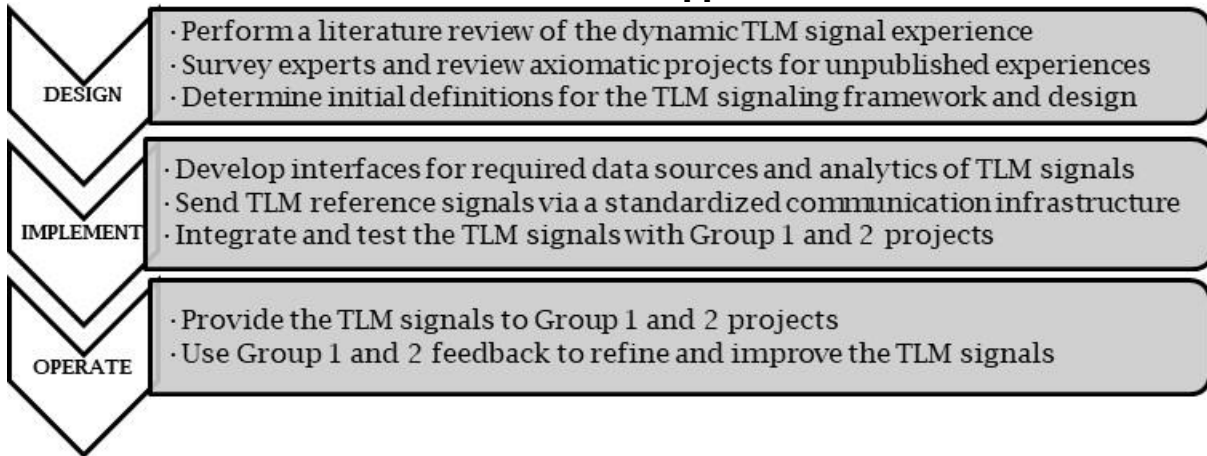 DESIGN
· Perform a literature review of the dynamic TLM signal experience
· Survey experts and review axiomatic projects for unpublished experiences
· Determine initial definitions for the TLM signaling framework and design
IMPLEMENT
· Develop interfaces for required data sources and analytics of TLM signals
· Send TLM reference signals via a standardized communication infrastructure
· Integrate and test the TLM signals with Group 1 and 2 projects
OPERATE
· Provide the TLM signals to Group 1 and 2 projects
· Use Group 1 and 2 feedback to refine and improve the TLM signals